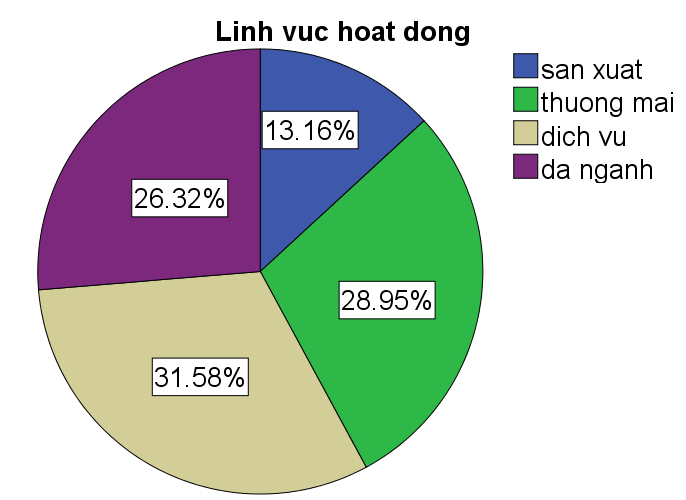 Linh vuc hoat dong
san xuat
thuong mai
dich vu
da nganh
13.16%
26.32%
28.95%
31.58%